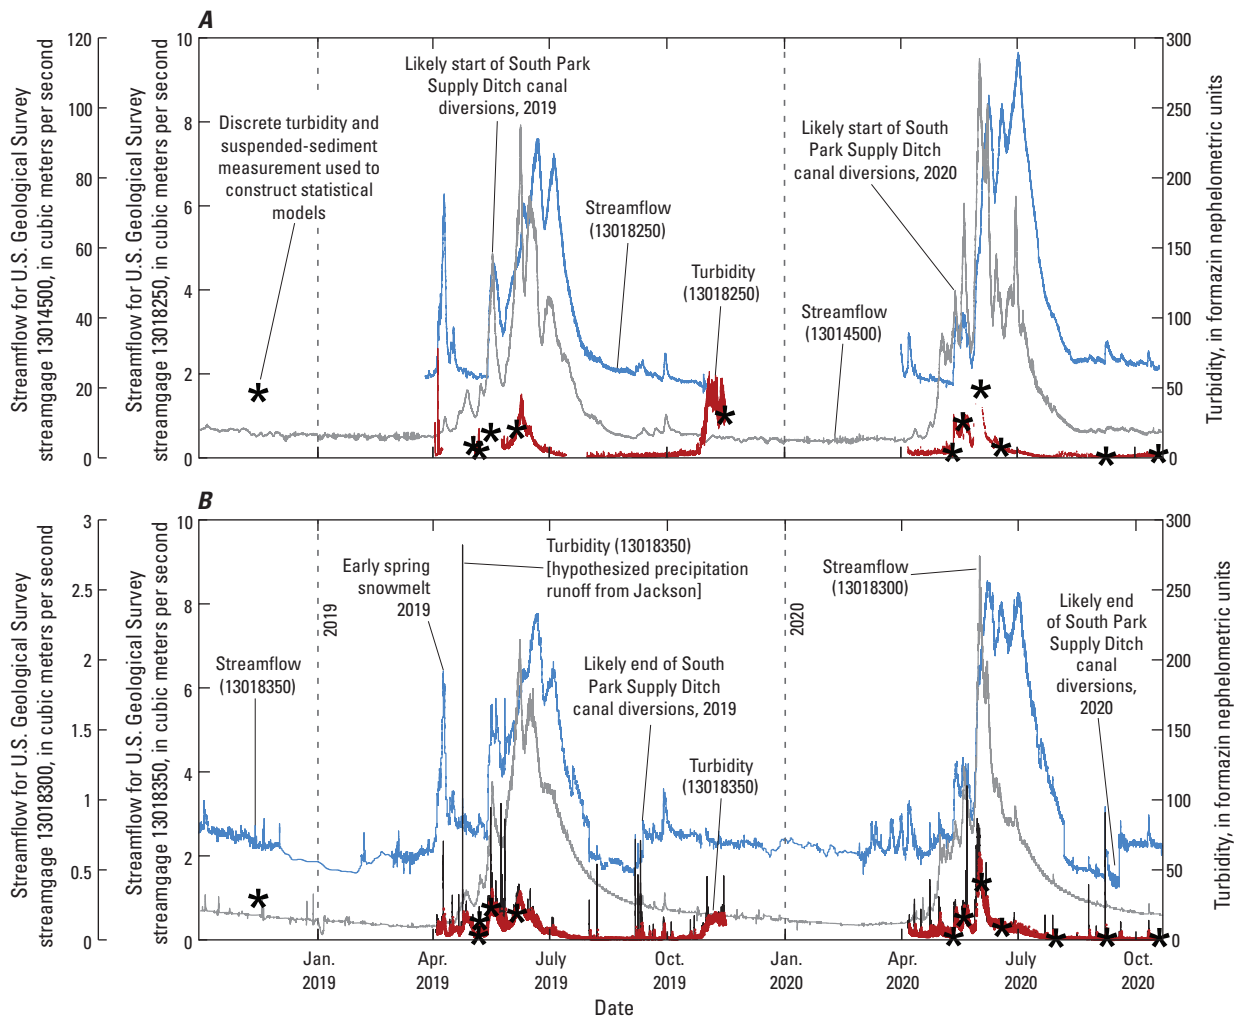 A
Streamflow for U.S. Geological Survey
streamgage 13014500, in cubic meters per second
120
100
80
60
40
20
0
Streamflow for U.S. Geological Survey
streamgage 13018250, in cubic meters per second
10
8
6
4
2
0
Discrete turbidity and
suspended-sediment
measurement used to
construct statistical
models
Likely start of South Park
Supply Ditch canal
diversions, 2019
Streamflow
(13018250)
Turbidity
(13018250)
Streamflow
(13014500)
Likely start of South
Park Supply Ditch
canal diversions, 2020
300
250
200
150
100
50
0
Turbidity, in formazin nephelometric units
B
Streamflow for U.S. Geological Survey
streamgage 13018300, in cubic meters per second
3
2.5
2
1.5
1
0.5
0
Streamflow for U.S. Geological Survey
streamgage 13018350, in cubic meters per second
10
8
6
4
2
0
Streamflow
(13018350)
2019
Early spring
snowmelt
2019
Turbidity (13018350)
[hypothesized precipitation
runoff from Jackson]
Likely end of South
Park Supply Ditch
canal diversions, 2019
Turbidity
(13018350)
2020
Streamflow
(13018300)
Likely end
of South Park
Supply Ditch
canal
diversions,
2020
300
250
200
150
100
50
0
Turbidity, in formazin nephelometric units
Jan. Apr. July Oct. Jan. Apr. July Oct.
2019 2019 2019 2019 2020 2020 2020 2020
Date